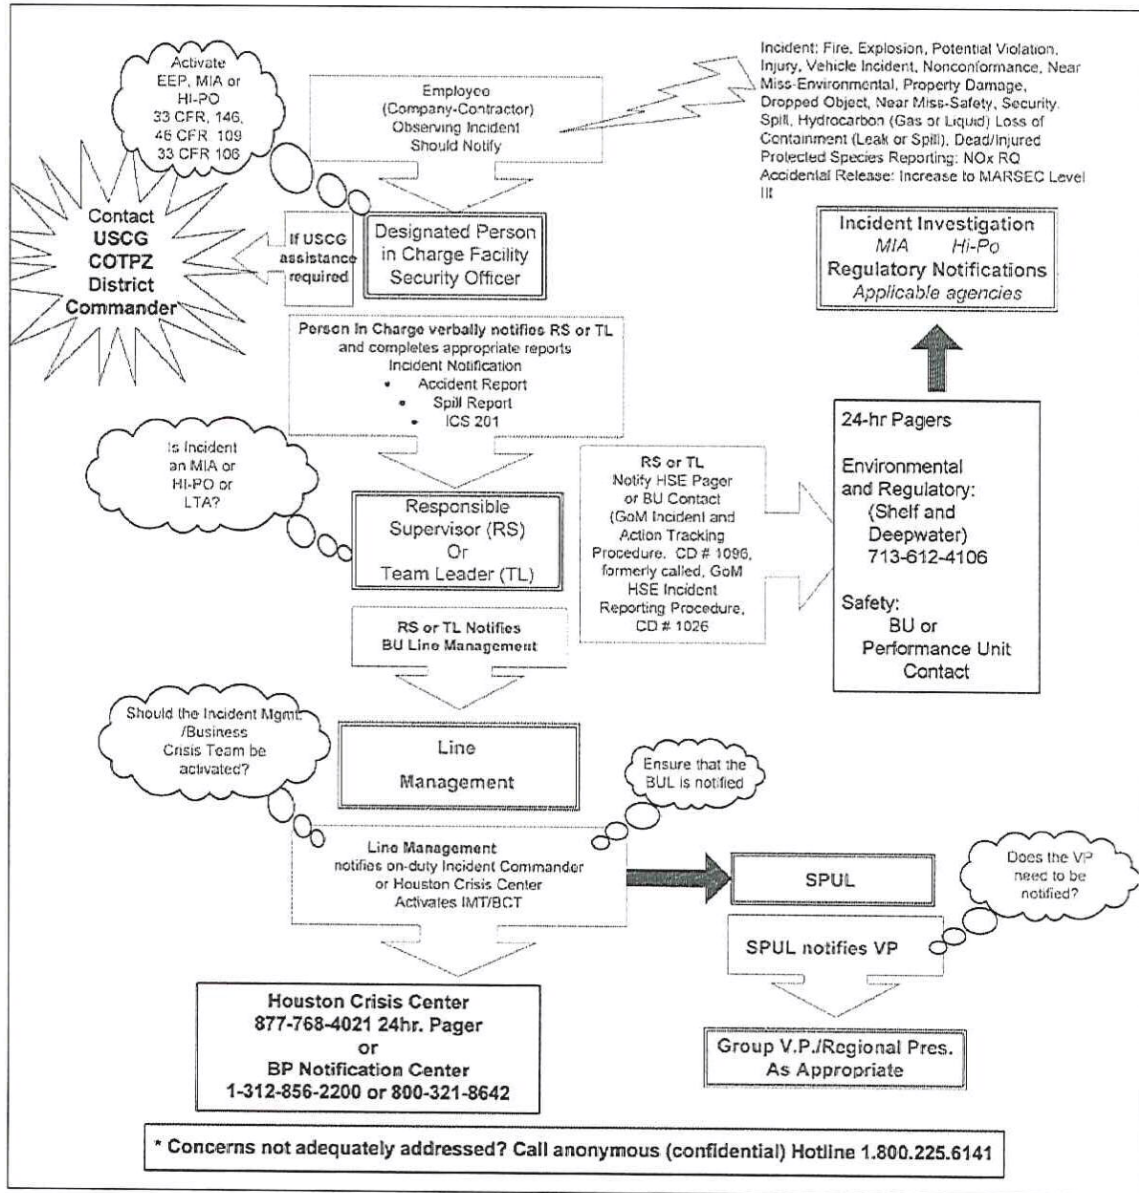 Activate
EEP, MIA or
HI-PO
33 CFR, 146,
46 CFR 109
33 CFR 106
Employee
(Company-Contractor)
Observing Incident
Should Notify
Incident: Fire, Explosion, Potential Violation,
Injury, Vehicle Incident, Nonconformance, Near
Miss-Environmental, Property Damage,
Dropped Object, Near Miss-Safety, Security.
Spill, Hydrocarbon (Gas or Liquid) Loss of
Containment (Leak or Spill), Dead/Injured
Protected Species Reporting: NOx RQ
Accidental Release: Increase to MARSEC Level
III
Contact
USCG
COTPZ
District
Commander
If USCG
assistance
required
Designated Person
in Charge Facility
Security Officer
Incident Investigation
MIA Hi-Po
Regulatory Notifications
Applicable agencies
Person In Charge verbally notifies RS or TL
and completes appropriate reports
Incident Notification
• Accident Report
• Spill Report
• ICS 201
Is Incident
an MIA or
HI-PO or
LTA?
Responsible
Supervisor (RS)
Or
Team Leader (TL)
RS or TL
Notify HSE Pager
or BU Contact
(GoM Incident and
Action Tracking
Procedure. CD # 1096,
formerly called, GoM
HSE Incident
Reporting Procedure,
CD # 1026
24-hr Pagers
Environmental
and Regulatory:
(Shelf and
Deepwater)
713-612-4106
Safety:
BU or
Performance Unit
Contact
RS or TL Notifies
BU Line Management
Should the Incident Mgmt.
/Business
Crisis Team be
activated?
Line
Management
Ensure that the
BUL is notified
Line Management
notifies on-duty Incident Commander
or Houston Crisis Center
Activates IMT/BCT
SPUL
Does the VP
need to be
notified?
SPUL notifies VP
Houston Crisis Center
877-768-4021 24hr. Pager
or
BP Notification Center
1-312-856-2200 or 800-321-8642
Group V.P./Regional Pres.
As Appropriate
* Concerns not adequately addressed? Call anonymous (confidential) Hotline 1.800.225.6141